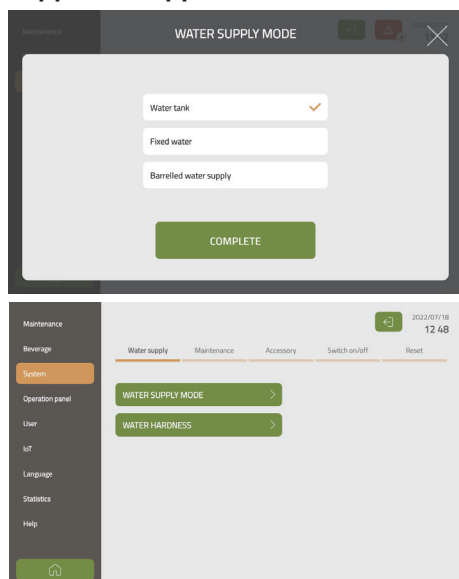 Maintenance
WATER SUPPLY MODE
Water tank
Fixed water
Barrelled water supply
COMPLETE
Maintenance
2022/07/18
12 48
Beverage
Water supply
Maintenance
Accessory
Switch on/off
Reset
System
Operation panel
WATER SUPPLY MODE
User
WATER HARDNESS
IoT
Language
Statistics
Help